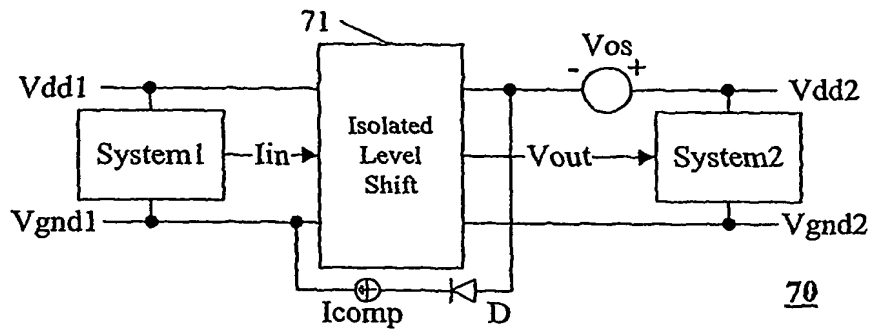 71
Vos
- +
Vdd1
Vdd2
System1
Iin
Isolated
Level
Shift
Vout
System2
Vgnd1
Vgnd2
Icomp
D
70